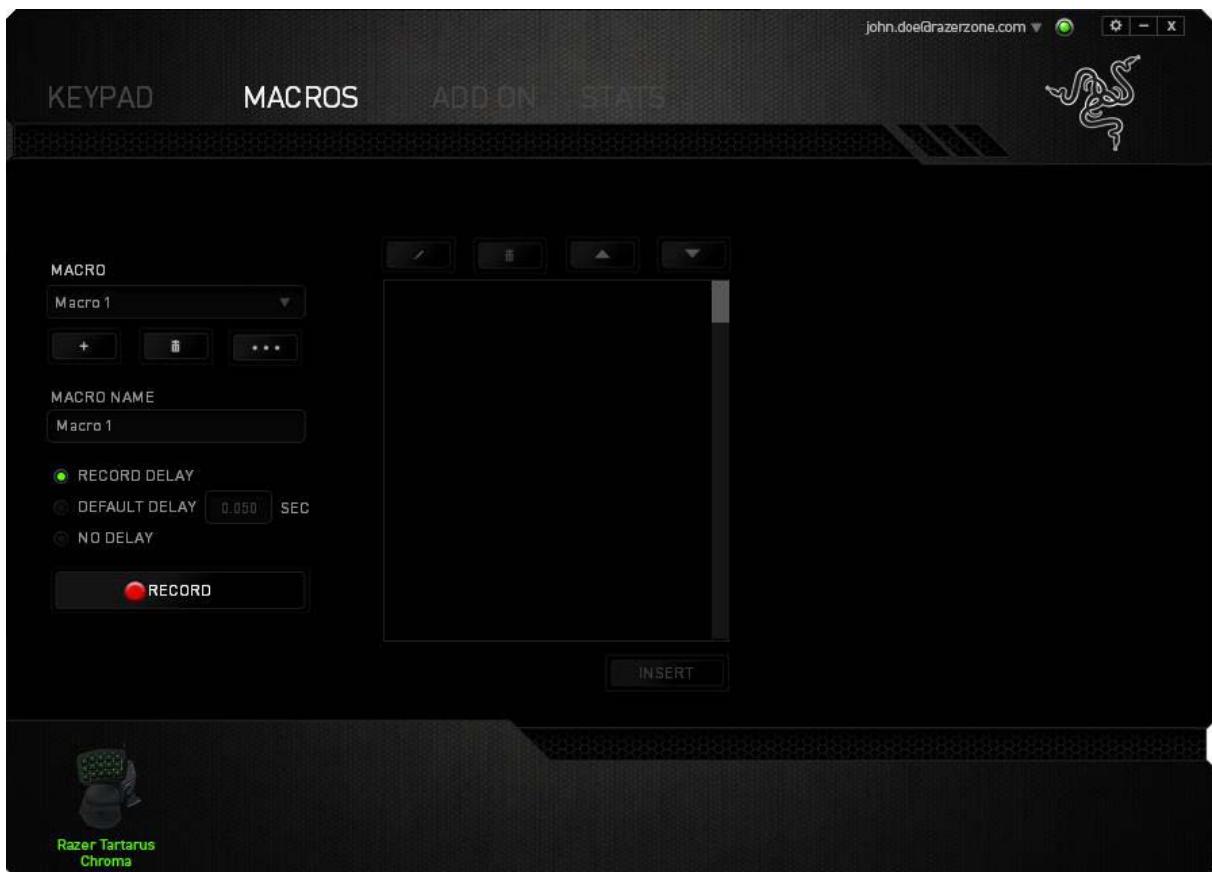 john.doe@razerzone.com
KEYPAD MACROS ADD ON STATS
MACRO
Macro 1
MACRO NAME
Macro 1
RECORD DELAY
DEFAULT DELAY 0.050 SEC
NO DELAY
RECORD
INSERT
Razer Tartarus
Chroma